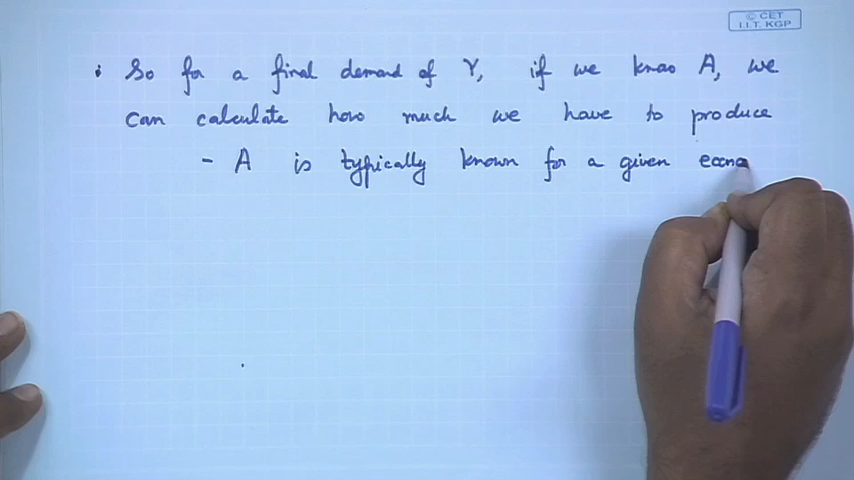 © CET
I.I.T. KGP
So for a final demand of Y, if we know A, we
can calculate how much we have to produce
- A is typically known for a given econo